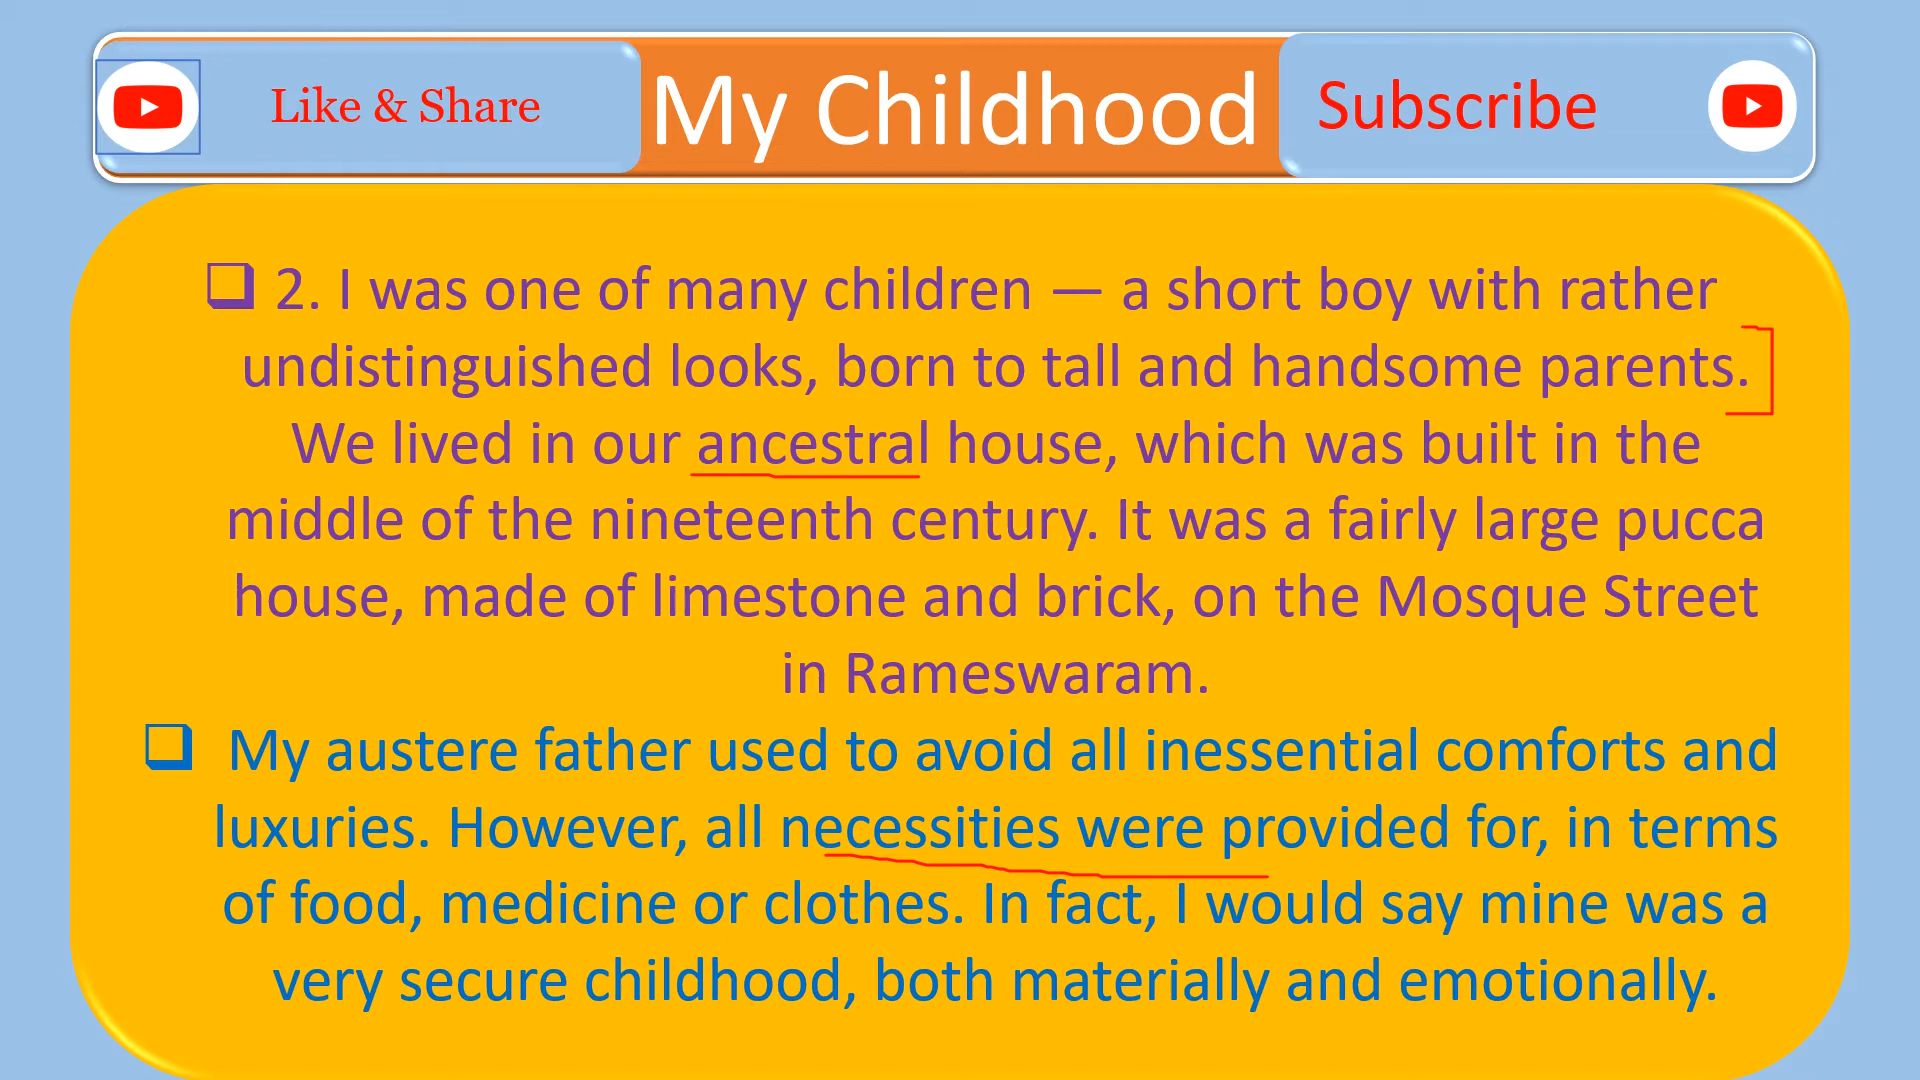 Like & Share
My Childhood
Subscribe
2. I was one of many children — a short boy with rather
undistinguished looks, born to tall and handsome parents.
We lived in our ancestral house, which was built in the
middle of the nineteenth century. It was a fairly large pucca
house, made of limestone and brick, on the Mosque Street
in Rameswaram.
My austere father used to avoid all inessential comforts and
luxuries. However, all necessities were provided for, in terms
of food, medicine or clothes. In fact, I would say mine was a
very secure childhood, both materially and emotionally.